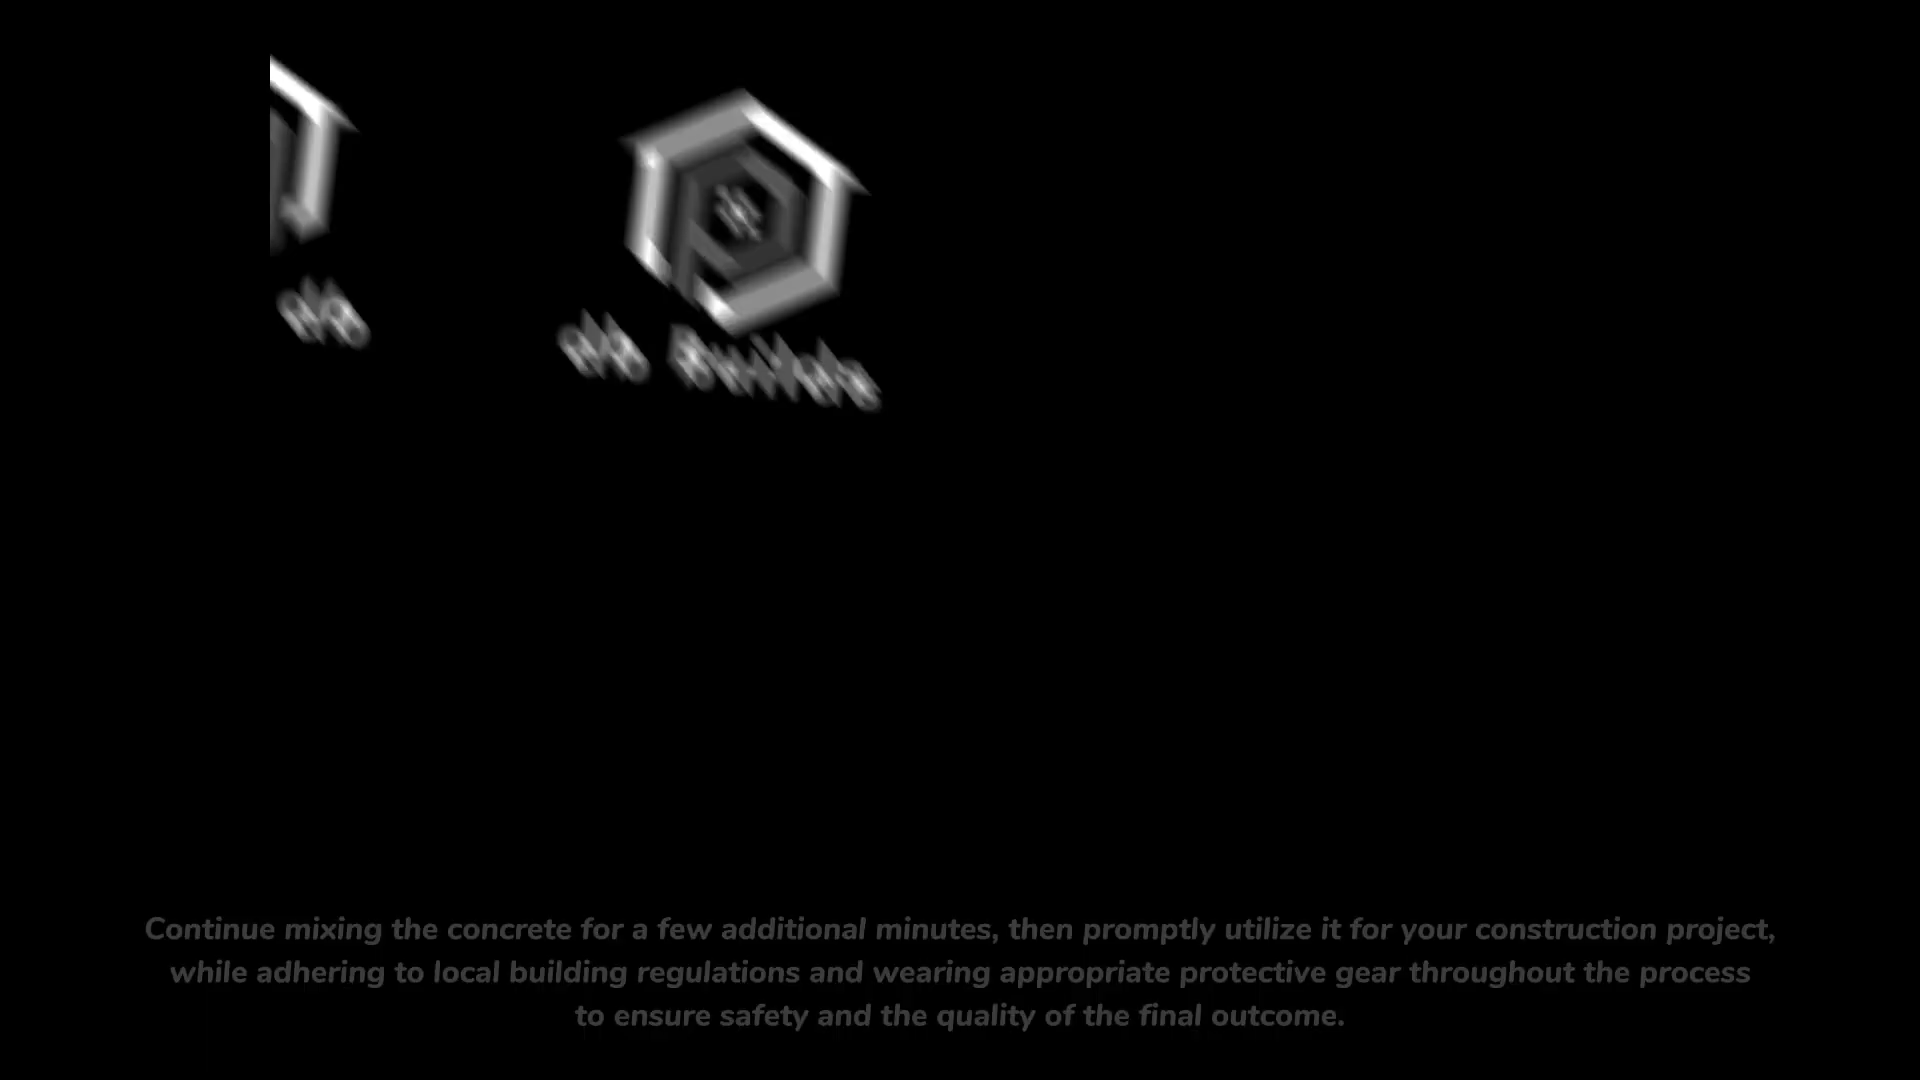 Continue mixing the concrete for a few additional minutes, then promptly utilize it for your construction project,
while adhering to local building regulations and wearing appropriate protective gear throughout the process
to ensure safety and the quality of the final outcome.